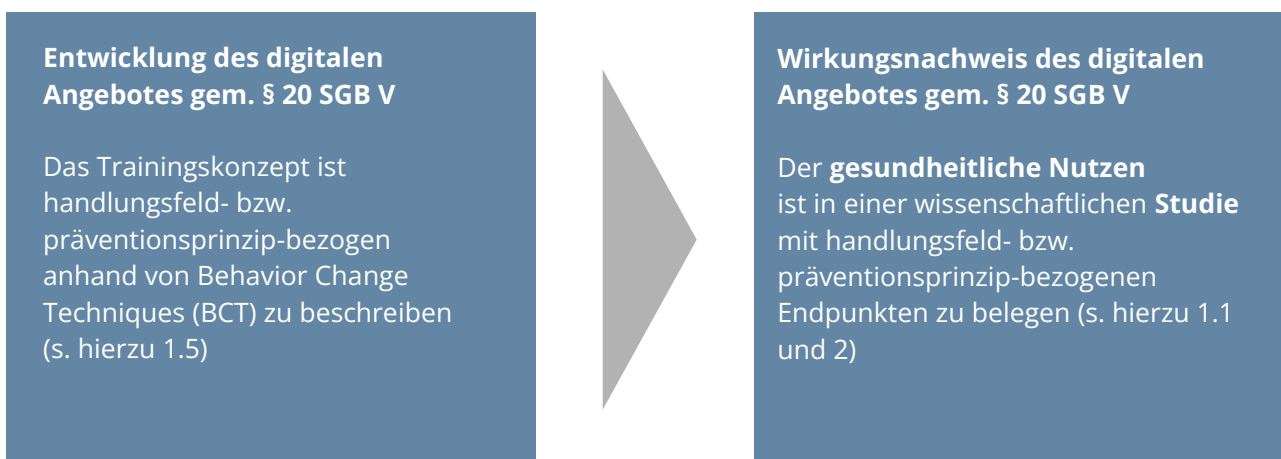 Entwicklung des digitalen
Angebotes gem. § 20 SGB V
Das Trainingskonzept ist
handlungsfeld- bzw.
präventionsprinzip-bezogen
anhand von Behavior Change
Techniques (BCT) zu beschreiben
(s. hierzu 1.5)
Wirkungsnachweis des digitalen
Angebotes gem. § 20 SGB V
Der gesundheitliche Nutzen
ist in einer wissenschaftlichen Studie
mit handlungsfeld- bzw.
präventionsprinzip-bezogenen
Endpunkten zu belegen (s. hierzu 1.1
und 2)